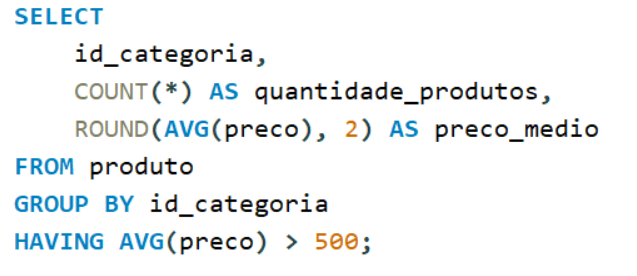 SELECT
    id_categoria,
    COUNT(*) AS quantidade_produtos,
    ROUND(AVG(preco), 2) AS preco_medio
FROM produto
GROUP BY id_categoria
HAVING AVG(preco) > 500;